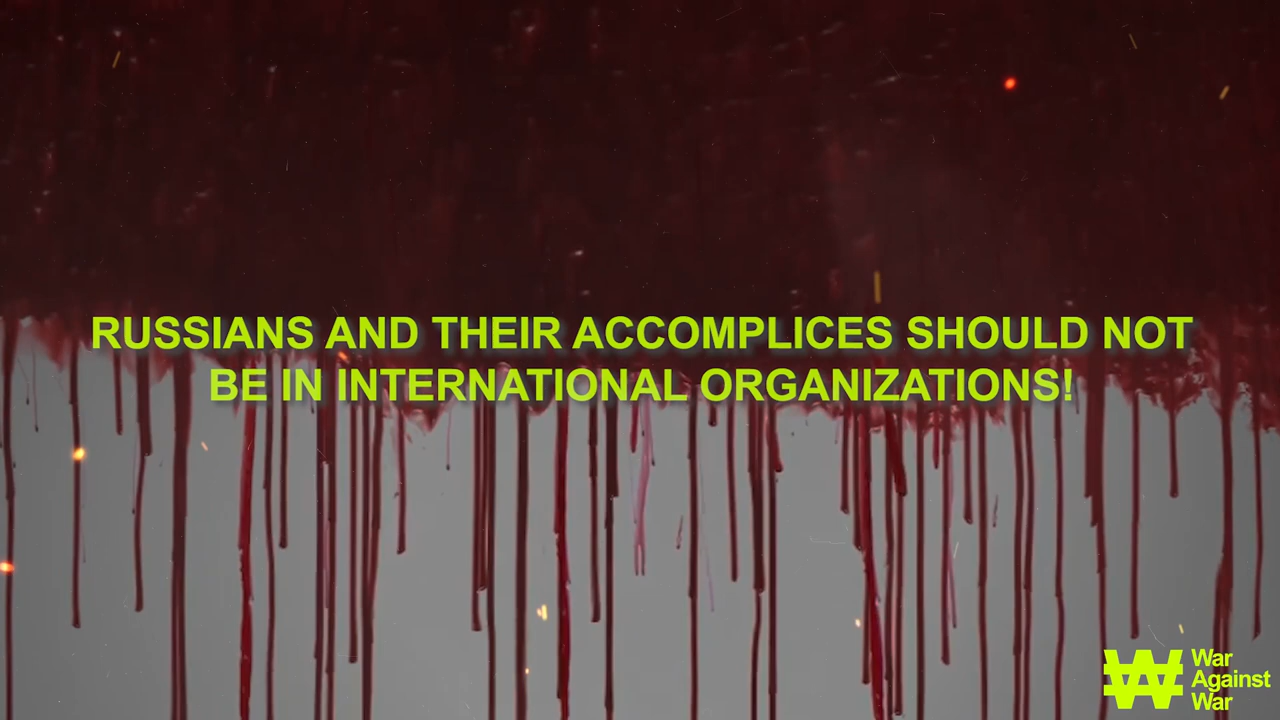 RUSSIANS AND THEIR ACCOMPLICES SHOULD NOT
BE IN INTERNATIONAL ORGANIZATIONS!
War
Against
War